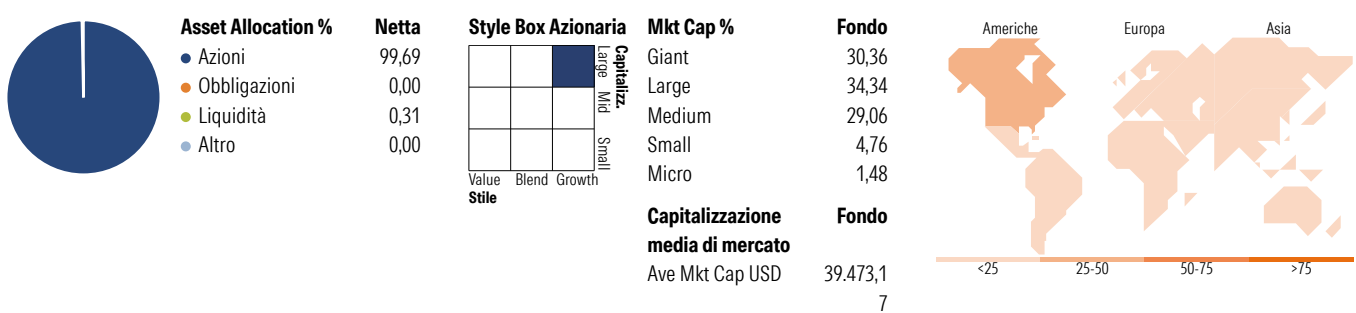 Asset Allocation % Netta
Azioni 99,69
Obbligazioni 0,00
Liquidità 0,31
Altro 0,00
Style Box Azionaria
Capitalizz.
Large Mid Small
Value Blend Growth
Stile
Mkt Cap % Fondo
Giant 30,36
Large 34,34
Medium 29,06
Small 4,76
Micro 1,48
Capitalizzazione Fondo
media di mercato
Ave Mkt Cap USD 39.473,1
7
Americhe Europa Asia
<25 25-50 50-75 >75